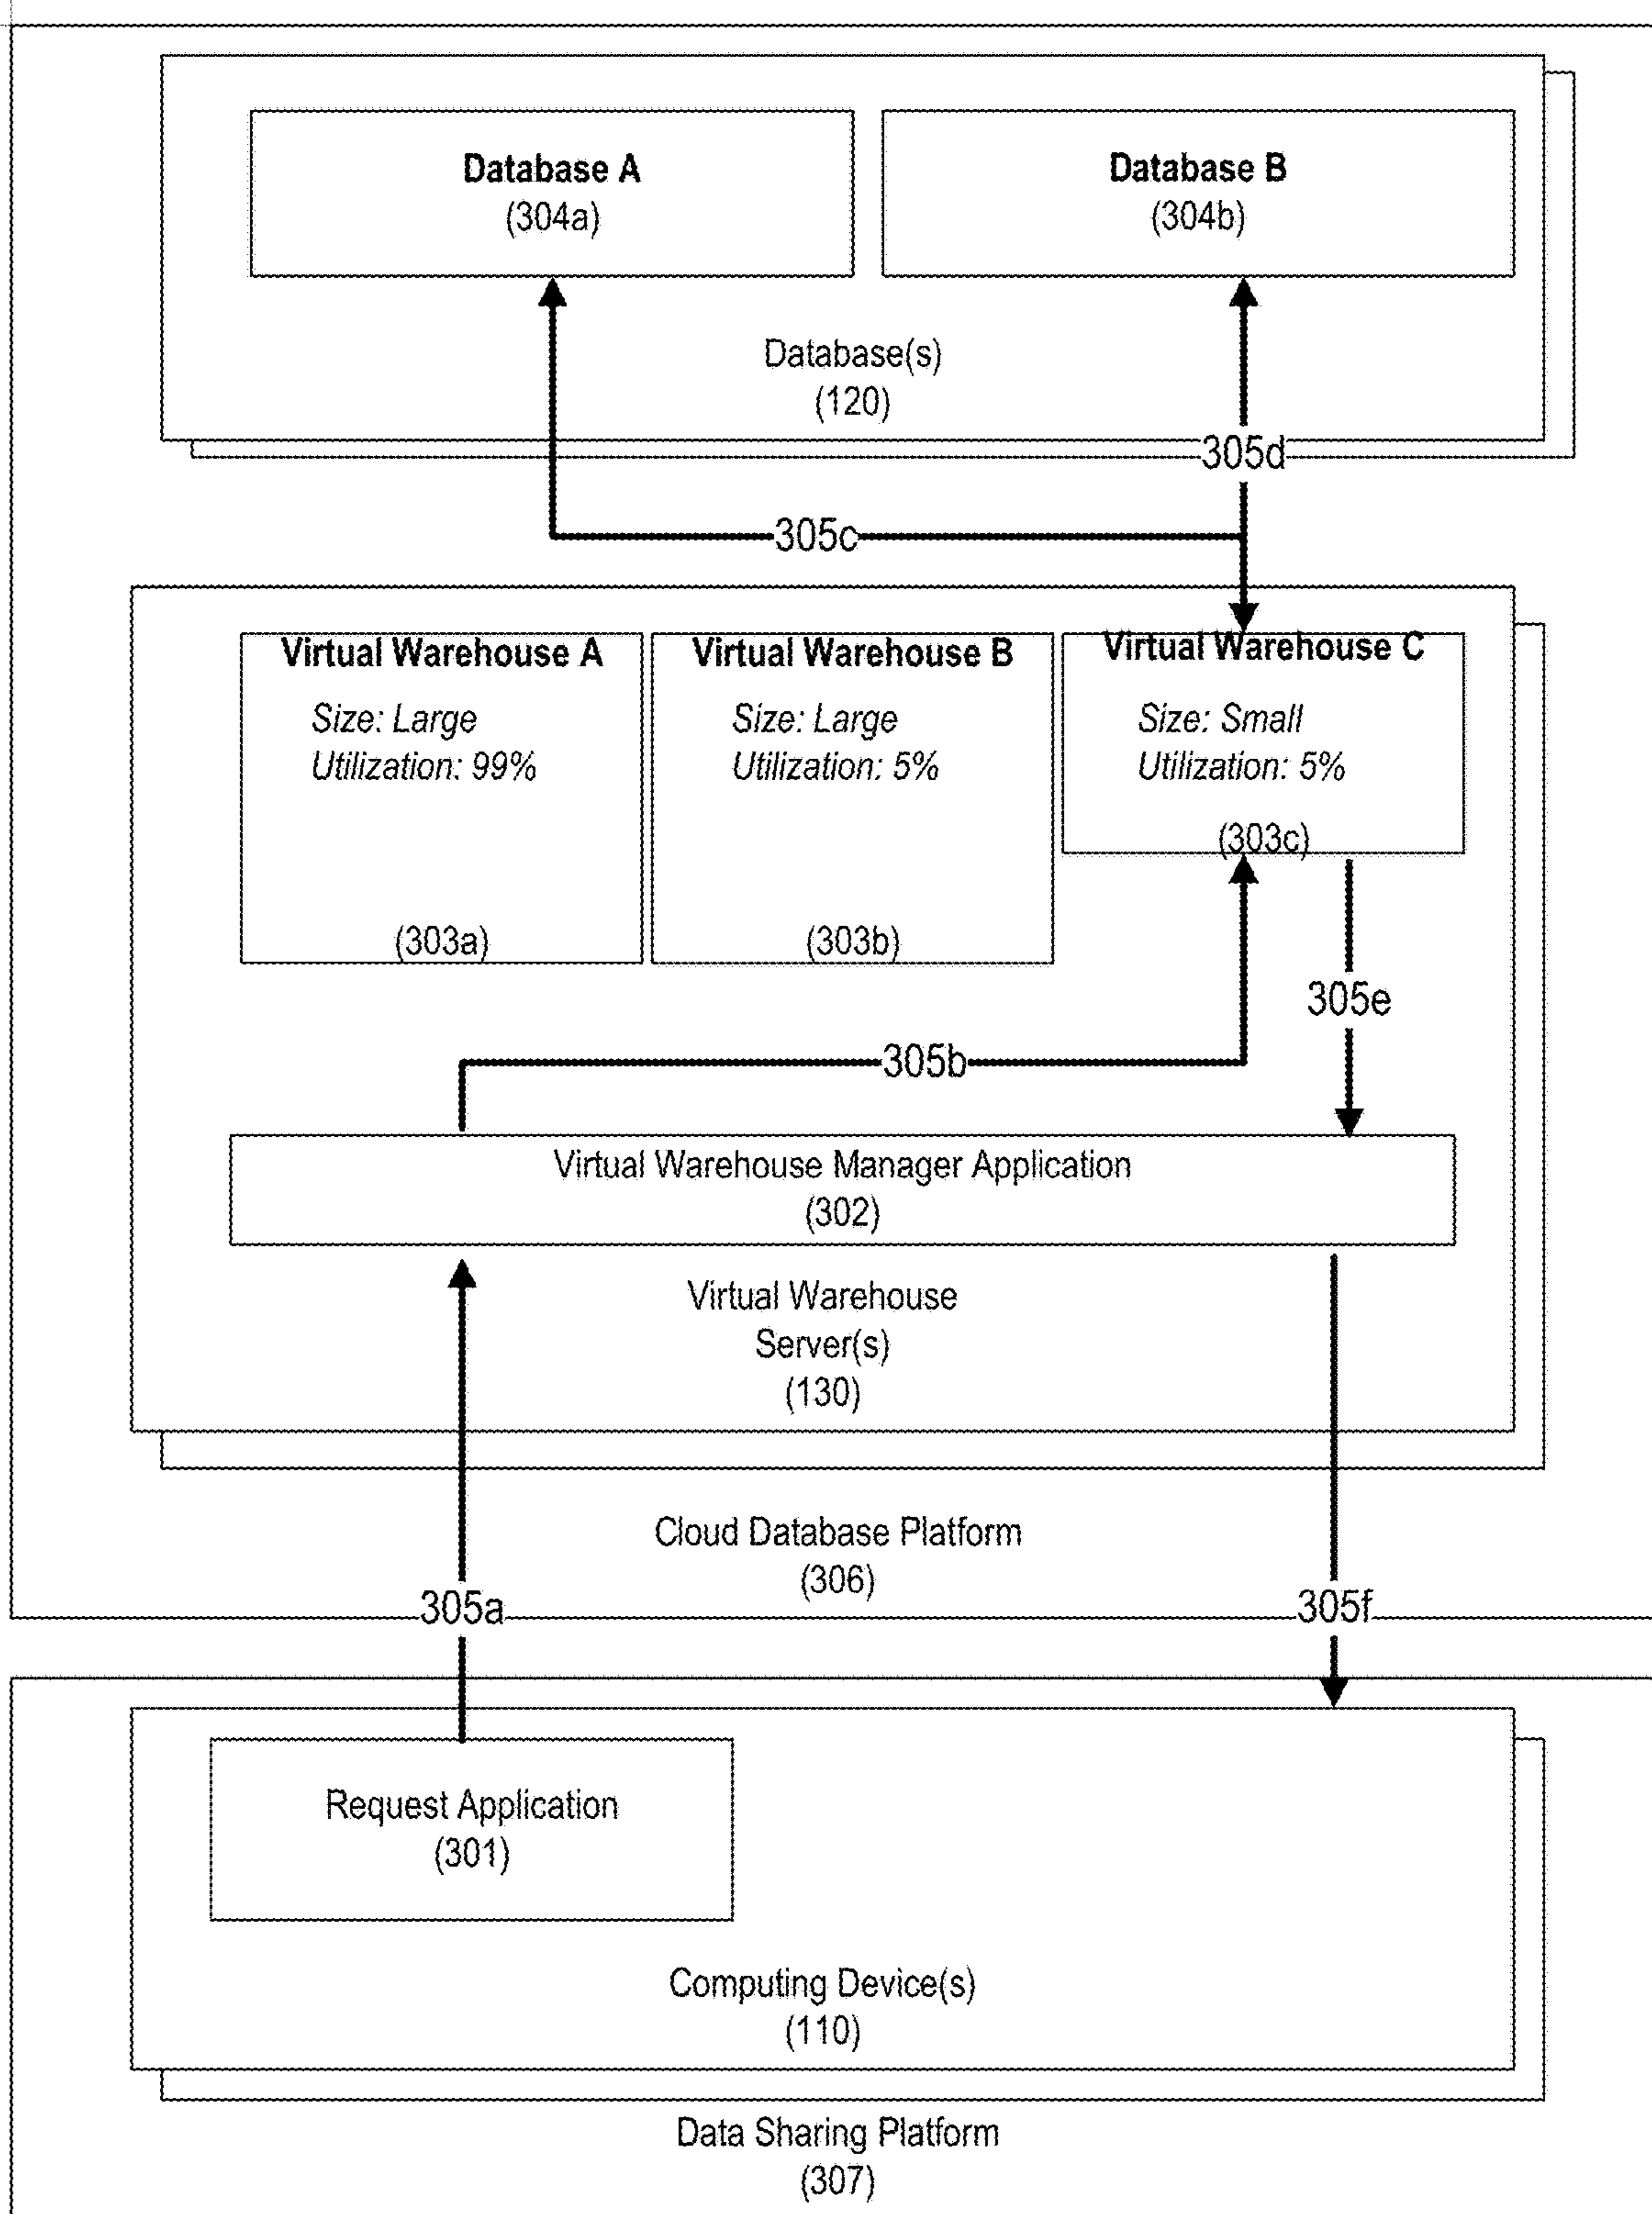 Database A
(304a)
Database B
(304b)
Database(s)
(120)
305d
305c
Virtual Warehouse A
Size: Large
Utilization: 99%
(303a)
Virtual Warehouse B
Size: Large
Utilization: 5%
(303b)
Virtual Warehouse C
Size: Small
Utilization: 5%
(303c)
305e
305b
Virtual Warehouse Manager Application
(302)
Virtual Warehouse
Server(s)
(130)
Cloud Database Platform
(306)
305a
305f
Request Application
(301)
Computing Device(s)
(110)
Data Sharing Platform
(307)